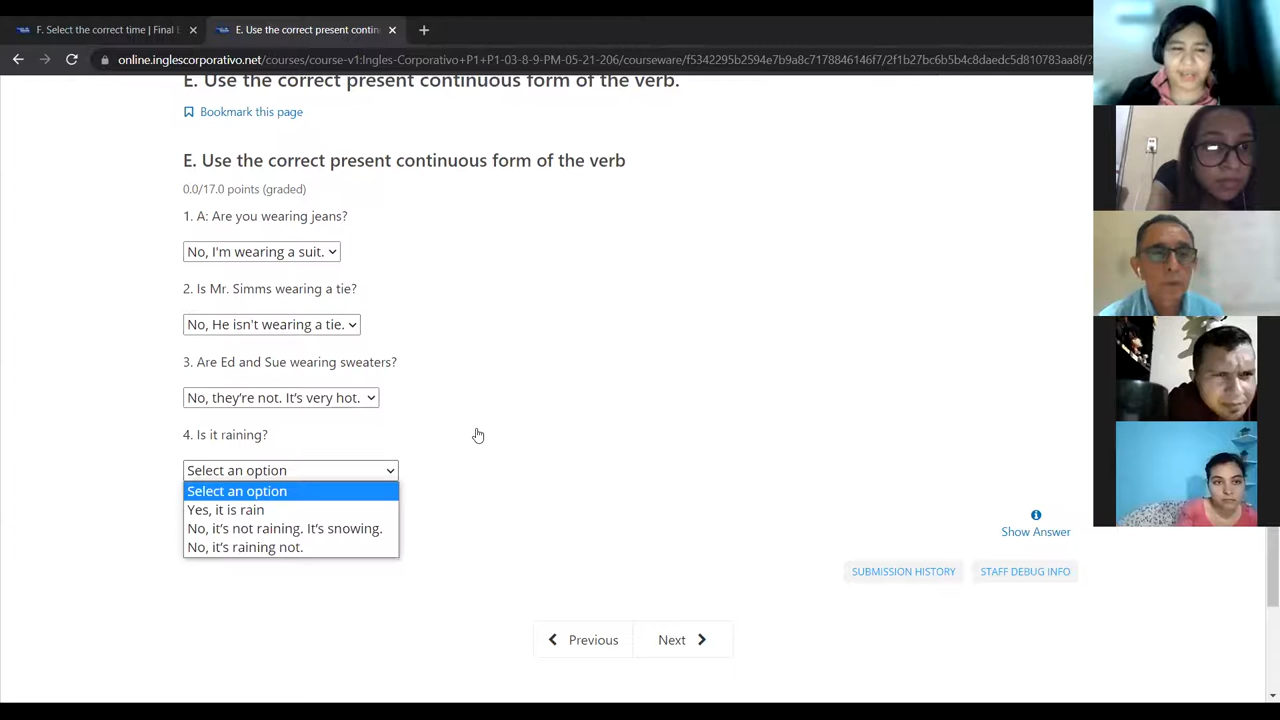 F. Select the correct time | Final
E. Use the correct present contin
online.inglescorporativo.net/courses/course-v1:Ingles-Corporativo+P1+P1-03-8-9-PM-05-21-206/courseware/f5342295b2594e7b9a8c7178846146f7/2f1b27bc6b5b4c8daedc5d810783aa8f/?
E. Use the correct present continuous form of the verb.
Bookmark this page
E. Use the correct present continuous form of the verb
0.0/17.0 points (graded)
1. A: Are you wearing jeans?
No, I'm wearing a suit.
2. Is Mr. Simms wearing a tie?
No, He isn't wearing a tie.
3. Are Ed and Sue wearing sweaters?
No, they’re not. It’s very hot.
4. Is it raining?
Select an option
Select an option
Yes, it is rain
No, it’s not raining. It’s snowing.
No, it’s raining not.
Show Answer
SUBMISSION HISTORY
STAFF DEBUG INFO
Previous
Next